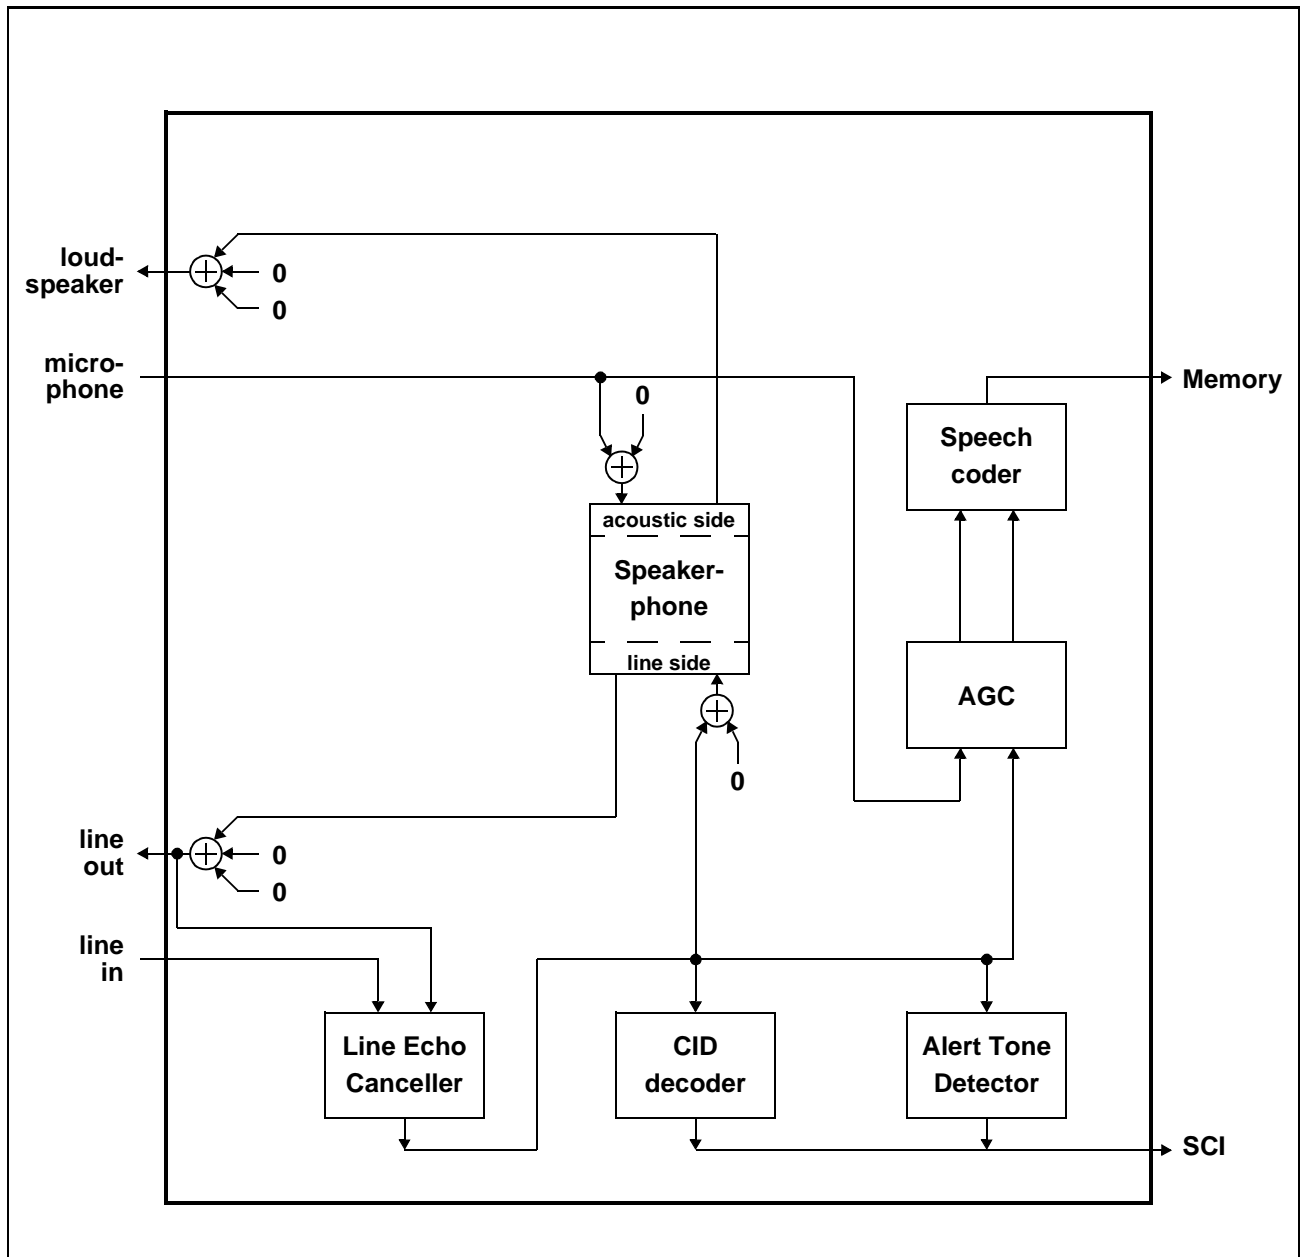 loud-
speaker
0
0
micro-
phone
0
Memory
Speech
coder
acoustic side
Speaker-
phone
line side
AGC
0
line
out
0
0
line
in
Line Echo
Canceller
CID
decoder
Alert Tone
Detector
SCI